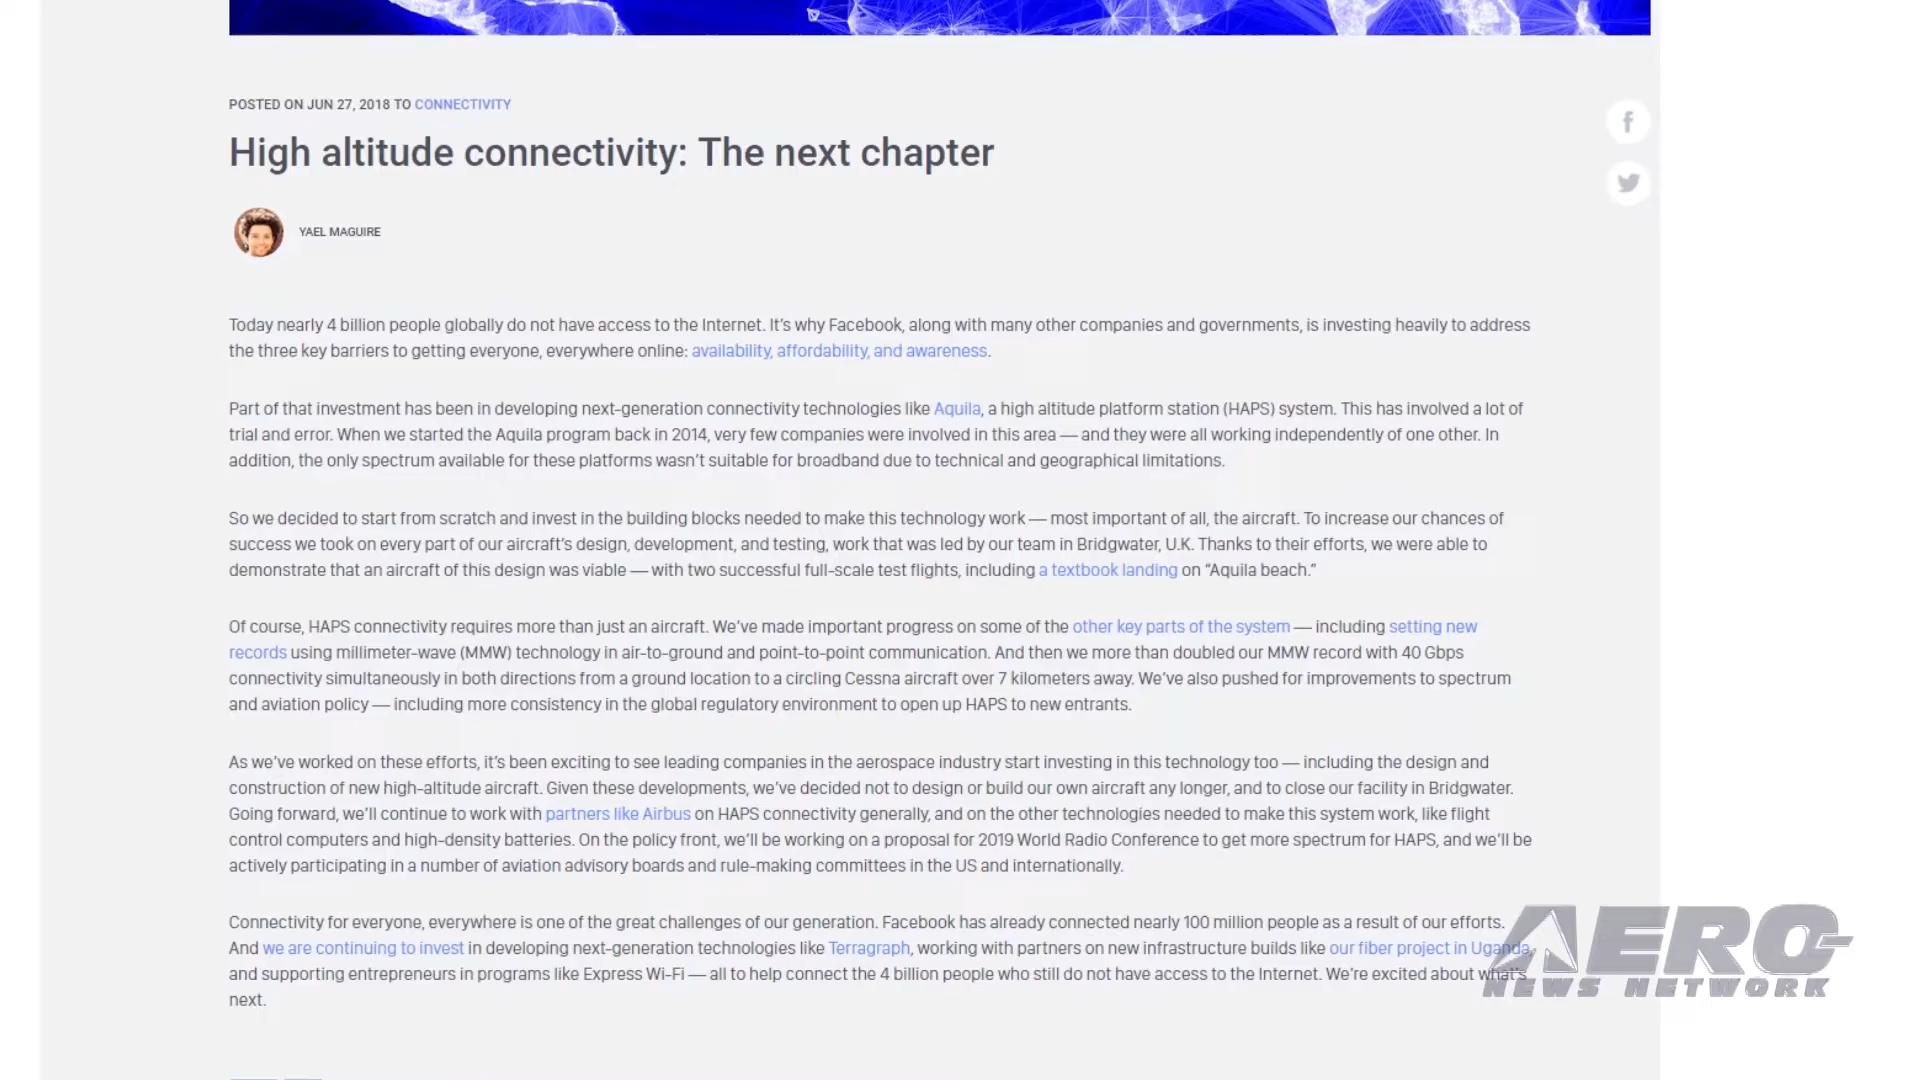 POSTED ON JUN 27, 2018 TO CONNECTIVITY
High altitude connectivity: The next chapter
YAEL MAGUIRE
Today nearly 4 billion people globally do not have access to the Internet. It's why Facebook, along with many other companies and governments, is investing heavily to address
the three key barriers to getting everyone, everywhere online: availability, affordability, and awareness.
Part of that investment has been in developing next-generation connectivity technologies like Aquila, a high altitude platform station (HAPS) system. This has involved a lot of
trial and error. When we started the Aquila program back in 2014, very few companies were involved in this area — and they were all working independently of one other. In
addition, the only spectrum available for these platforms wasn't suitable for broadband due to technical and geographical limitations.
So we decided to start from scratch and invest in the building blocks needed to make this technology work — most important of all, the aircraft. To increase our chances of
success we took on every part of our aircraft's design, development, and testing, work that was led by our team in Bridgwater, U.K. Thanks to their efforts, we were able to
demonstrate that an aircraft of this design was viable — with two successful full-scale test flights, including a textbook landing on “Aquila beach.”
Of course, HAPS connectivity requires more than just an aircraft. We've made important progress on some of the other key parts of the system — including setting new
records using millimeter-wave (MMW) technology in air-to-ground and point-to-point communication. And then we more than doubled our MMW record with 40 Gbps
connectivity simultaneously in both directions from a ground location to a circling Cessna aircraft over 7 kilometers away. We've also pushed for improvements to spectrum
and aviation policy — including more consistency in the global regulatory environment to open up HAPS to new entrants.
As we've worked on these efforts, it's been exciting to see leading companies in the aerospace industry start investing in this technology too — including the design and
construction of new high-altitude aircraft. Given these developments, we've decided not to design or build our own aircraft any longer, and to close our facility in Bridgwater.
Going forward, we'll continue to work with partners like Airbus on HAPS connectivity generally, and on the other technologies needed to make this system work, like flight
control computers and high-density batteries. On the policy front, we'll be working on a proposal for 2019 World Radio Conference to get more spectrum for HAPS, and we'll be
actively participating in a number of aviation advisory boards and rule-making committees in the US and internationally.
Connectivity for everyone, everywhere is one of the great challenges of our generation. Facebook has already connected nearly 100 million people as a result of our efforts.
And we are continuing to invest in developing next-generation technologies like Terragraph, working with partners on new infrastructure builds like our fiber project in Uganda,
and supporting entrepreneurs in programs like Express Wi-Fi — all to help connect the 4 billion people who still do not have access to the Internet. We're excited about what's
next.
AERO-
NEWS NETWORK